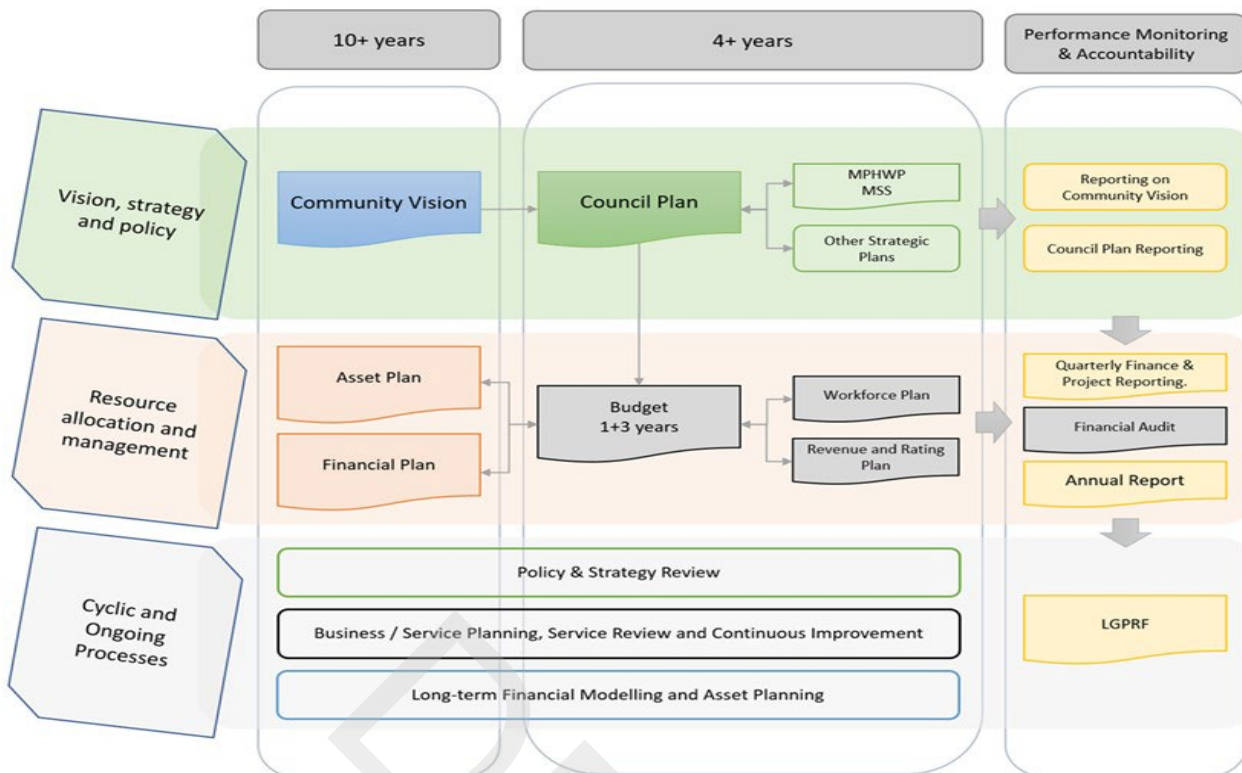 10+ years
4+ years
Performance Monitoring
& Accountability
Vision, strategy
and policy
Community Vision
Council Plan
MPHWP
MSS
Other Strategic
Plans
Reporting on
Community Vision
Council Plan Reporting
Resource
allocation and
management
Asset Plan
Financial Plan
Budget
1+3 years
Workforce Plan
Revenue and Rating
Plan
Quarterly Finance &
Project Reporting.
Financial Audit
Annual Report
Cyclic and
Ongoing
Processes
Policy & Strategy Review
Business / Service Planning, Service Review and Continuous Improvement
Long-term Financial Modelling and Asset Planning
LGPRF